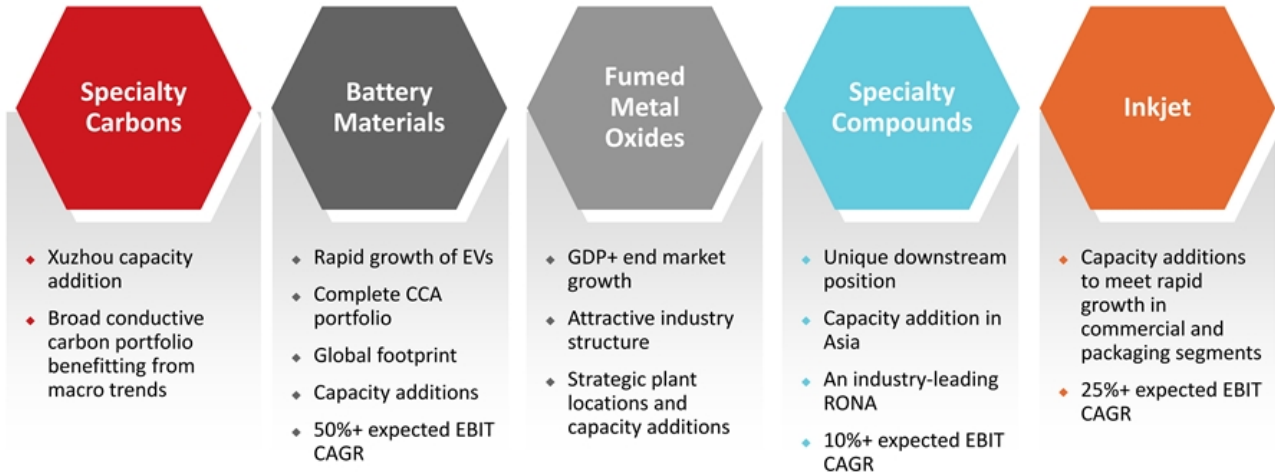 Specialty
Carbons
Xuzhou capacity
addition
Broad conductive
carbon portfolio
benefitting from
macro trends
Battery
Materials
Rapid growth of EVs
Complete CCA
portfolio
Global footprint
Capacity additions
50%+ expected EBIT
CAGR
Fumed
Metal
Oxides
GDP+ end market
growth
Attractive industry
structure
Strategic plant
locations and
capacity additions
Specialty
Compounds
Unique downstream
position
Capacity addition in
Asia
An industry-leading
RONA
10%+ expected EBIT
CAGR
Inkjet
Capacity additions
to meet rapid
growth in
commercial and
packaging segments
25%+ expected EBIT
CAGR